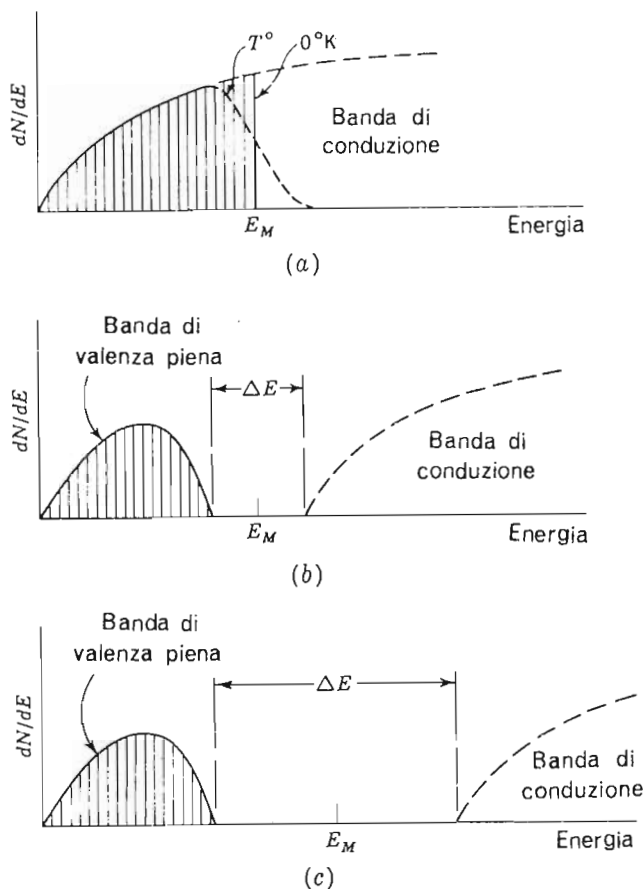 T°
0°K
dN/dE
Banda di
conduzione
E_M
Energia
(a)
Banda di
valenza piena
ΔE
dN/dE
Banda di
conduzione
E_M
Energia
(b)
Banda di
valenza piena
ΔE
dN/dE
Banda di
conduzione
E_M
Energia
(c)